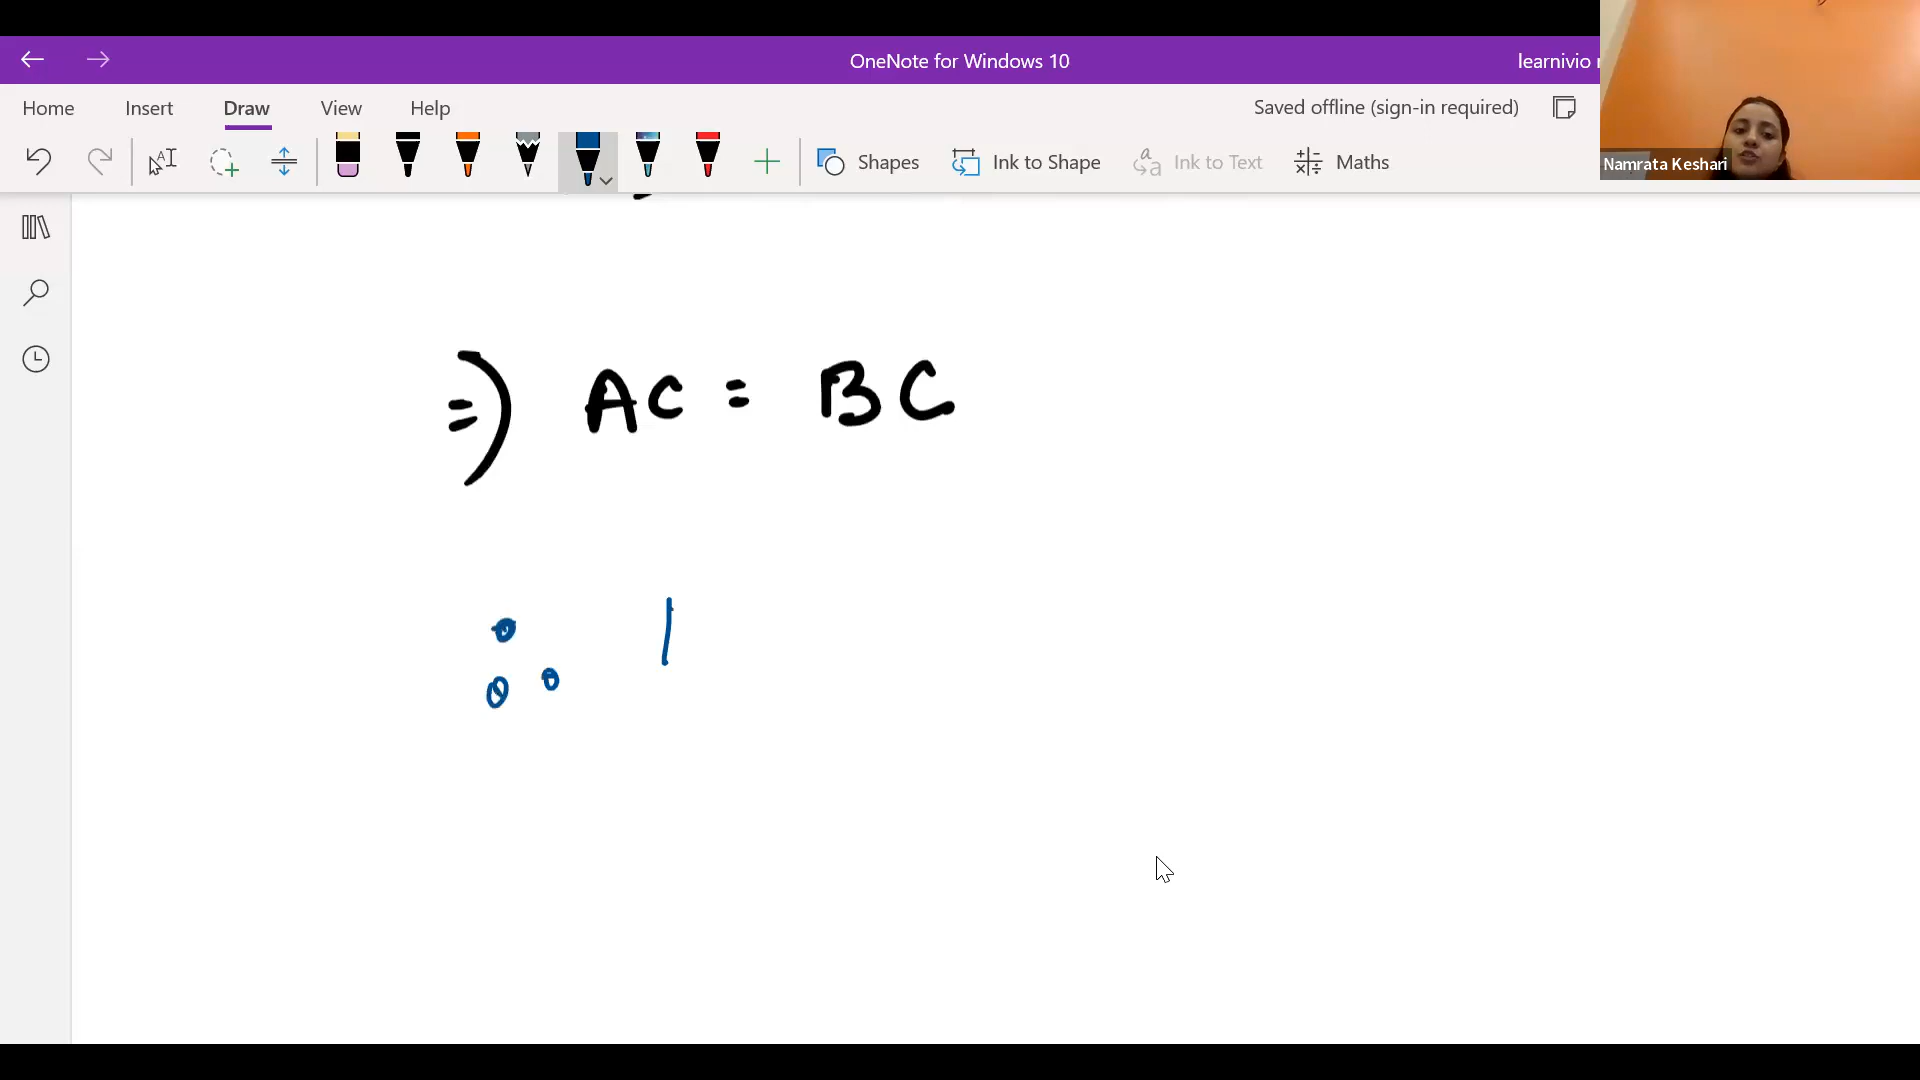 OneNote for Windows 10
learnivio
Home Insert Draw View Help
Saved offline (sign-in required)
Shapes Ink to Shape Ink to Text Maths
Namrata Keshari
=) AC = BC